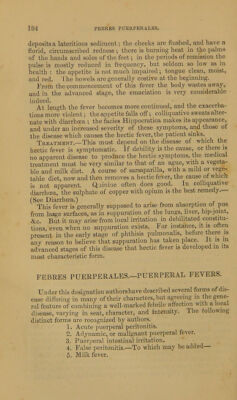 104 FEBRES PUERPERALES.
deposits a lateritious sediment; the cheeks are flushed, and have a
florid, circumscribed redness; there is burning heat in the palms
of the hands and soles of the feet; in the periods of remission the
pulse is mostly reduced in frequency, but seldom so low as in
health: the appetite is not much impaired; tongue clean, moist,
and red. The bowels are generally costive at the beginning.
From the commencement of this fever the body wastes away,
and in the advanced stage, the emaciation is very considerable
indeed.
At length the fever becomes more continued, and the exacerba-
tions more violent; the appetite falls off; colliquative sweats alter-
nate with diarrhœa; the facies Hippocratica makes its appearance,
and under an increased severity of these symptoms, and those of
the disease which causes the hectic fever, the patient sinks.
TREATMENT.—This must depend on the disease of which the
hectic fever is symptomatic. If debility is the cause, or there is
no apparent disease to produce the hectic symptoms, the medical
treatment must be very similar to that of an ague, with a vegeta-
ble and milk diet. A course of sarsaparilla, with a mild or vege-
table diet, now and then removes a hectic fever, the cause of which
is not apparent. Quinine often does good. In colliquative
diarrhœa, the sulphate of copper with opium is the best remedy.—
(See Diarrhœa.)
This fever is generally supposed to arise from absorption of pus
from large surfaces, as in suppuration of the lungs, liver, hip-joint,
&c. But it may arise from local irritation in debilitated constitu-
tions, even when no suppuration exists. For instance, it is often
present in the early stage of phthisis pulmonalis, before there is
any reason to believe that suppuration has taken place. It is in
advanced stages of this disease that hectic fever is developed in its
most characteristic form.
FEBRES PUERPERALES.—PUERPERAL FEVERS.
Under this designation authors have described several forms of dis-
ease differing in many of their characters, but agreeing in the gene-
ral feature of combining a well-marked febrile affection with a local
disease, varying in seat, character, and intensity. The following
distinct forms are recognized by authors.
1. Acute puerperal peritonitis.
2. Adynamic, or malignant puerperal fever.
3. Puerperal intestinal irritation.
4. False peritonitis.—To which may be added—
5. Milk fever.